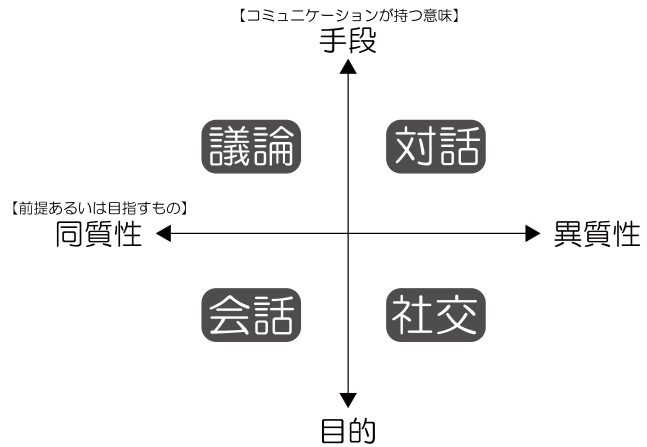 【コミュニケーションが持つ意味】
手段
議論
対話
【前提あるいは目指すもの】
同質性
異質性
会話
社交
目的